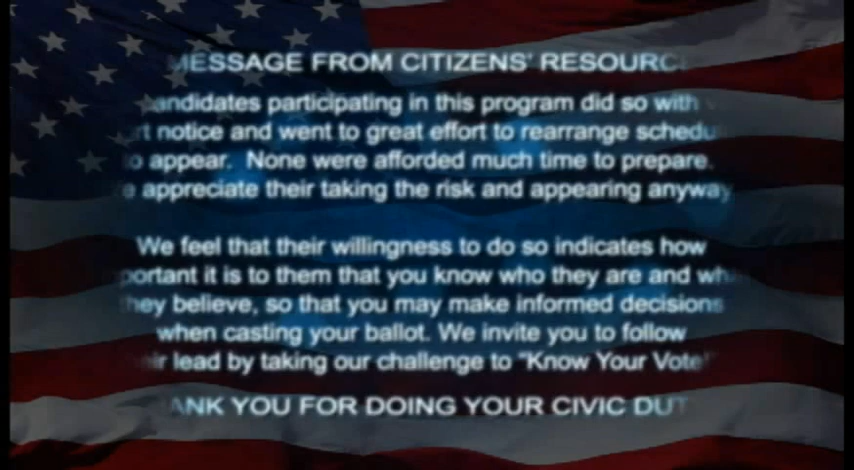 MESSAGE FROM CITIZENS' RESOURC
andidates participating in this program did so with
rt notice and went to great effort to rearrange schedu
to appear. None were afforded much time to prepare.
e appreciate their taking the risk and appearing anyway
We feel that their willingness to do so indicates how
portant it is to them that you know who they are and wh
they believe, so that you may make informed decisions
when casting your ballot. We invite you to follow
eir lead by taking our challenge to "Know Your Vote!"
ANK YOU FOR DOING YOUR CIVIC DUT